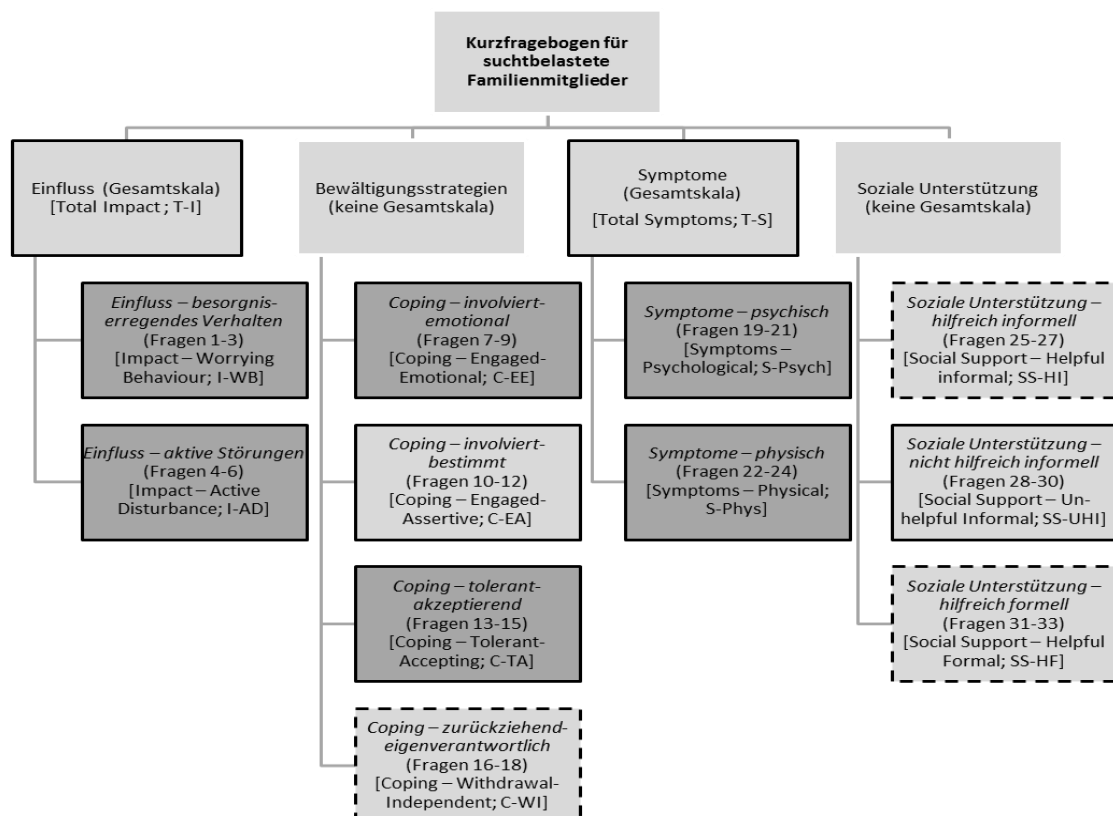 Kurzfragebogen für
suchtbelastete
Familienmitglieder
Einfluss (Gesamtskala)
[Total Impact ; T-I]
Bewältigungsstrategien
(keine Gesamtskala)
Symptome
(Gesamtskala)
[Total Symptoms; T-S]
Soziale Unterstützung
(keine Gesamtskala)
Einfluss – besorgnis-
erregendes Verhalten
(Fragen 1-3)
[Impact – Worrying
Behaviour; I-WB]
Einfluss – aktive Störungen
(Fragen 4-6)
[Impact – Active
Disturbance; I-AD]
Coping – involviert-
emotional
(Fragen 7-9)
[Coping – Engaged-
Emotional; C-EE]
Coping – involviert-
bestimmt
(Fragen 10-12)
[Coping – Engaged-
Assertive; C-EA]
Coping – tolerant-
akzeptierend
(Fragen 13-15)
[Coping – Tolerant-
Accepting; C-TA]
Coping – zurückziehend-
eigenverantwortlich
(Fragen 16-18)
[Coping – Withdrawal-
Independent; C-WI]
Symptome – psychisch
(Fragen 19-21)
[Symptoms –
Psychological; S-Psych]
Symptome – physisch
(Fragen 22-24)
[Symptoms – Physical;
S-Phys]
Soziale Unterstützung –
hilfreich informell
(Fragen 25-27)
[Social Support – Helpful
informal; SS-HI]
Soziale Unterstützung –
nicht hilfreich informell
(Fragen 28-30)
[Social Support – Un-
helpful Informal; SS-UHI]
Soziale Unterstützung –
hilfreich formell
(Fragen 31-33)
[Social Support – Helpful
Formal; SS-HF]